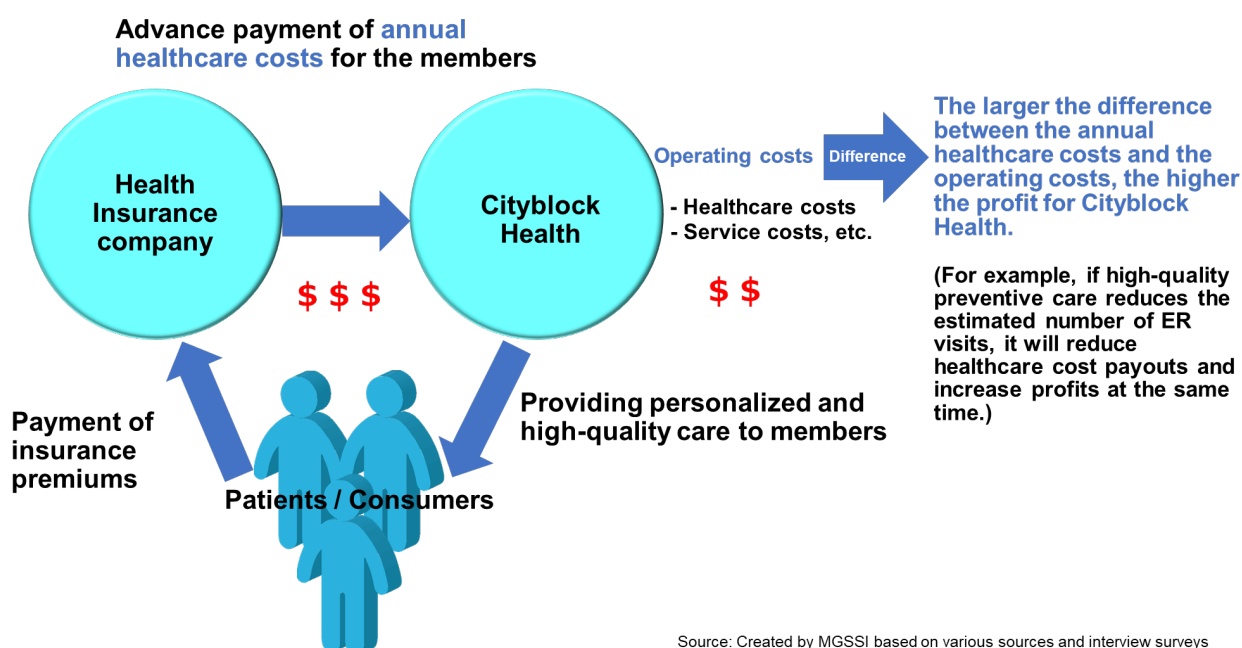 Advance payment of annual
healthcare costs for the members
Health
Insurance
company
$ $ $
Cityblock
Health
Operating costs
- Healthcare costs
- Service costs, etc.
$ $
Difference
The larger the difference
between the annual
healthcare costs and the
operating costs, the higher
the profit for Cityblock
Health.
(For example, if high-quality
preventive care reduces the
estimated number of ER
visits, it will reduce
healthcare cost payouts and
increase profits at the same
time.)
Payment of
insurance
premiums
Providing personalized and
high-quality care to members
Patients / Consumers
Source: Created by MGSSI based on various sources and interview surveys